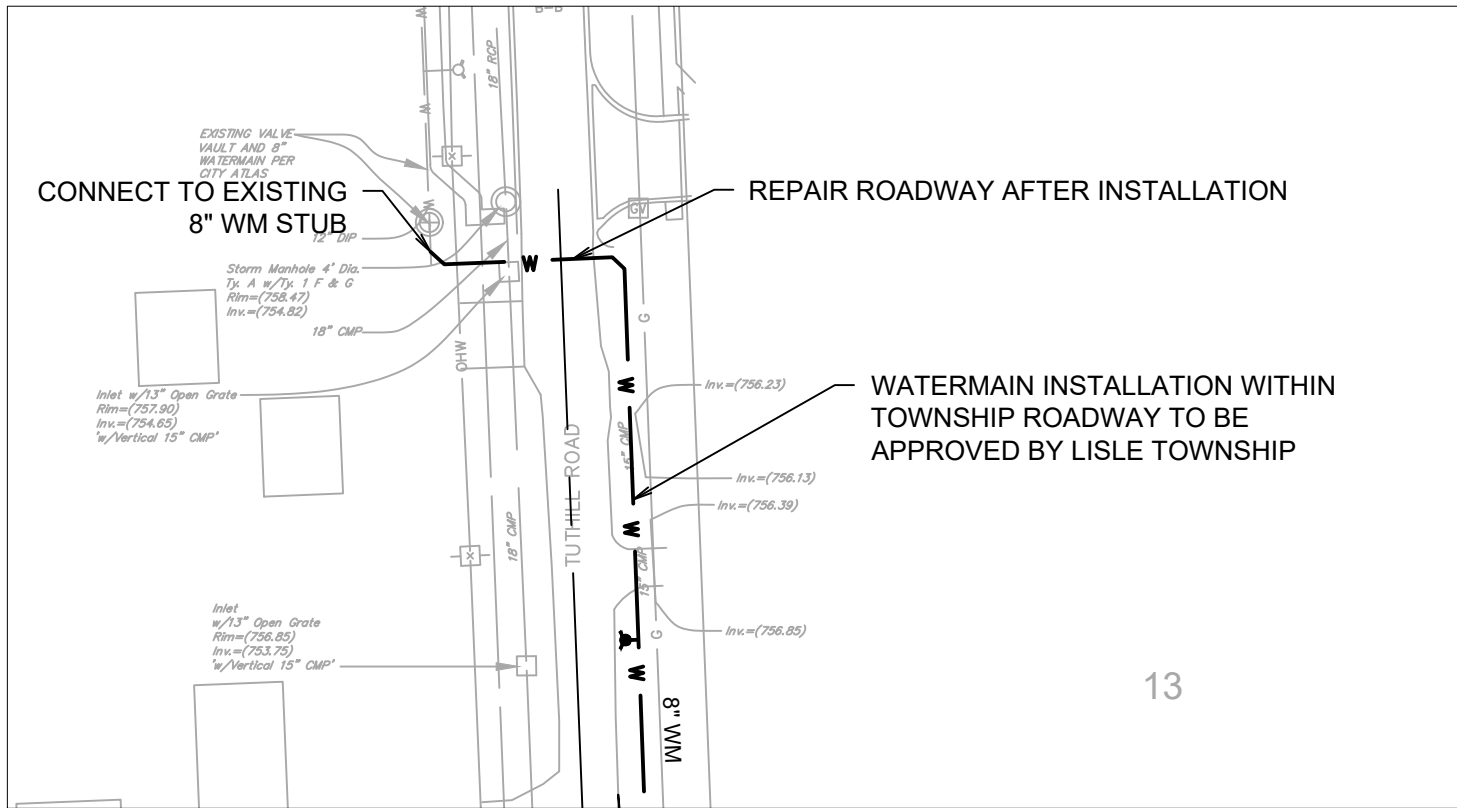 B-B
18" RCP
W
W
EXISTING VALVE
VAULT AND 8"
WATERMAIN PER
CITY ATLAS
CONNECT TO EXISTING
8" WM STUB
W
12" DIP
REPAIR ROADWAY AFTER INSTALLATION
GV
Storm Manhole 4' Dia.
Ty. A w/Ty. 1 F & G
Rim=(758.47)
Inv.=(754.82)
W
18" CMP
G
OHW
Inlet w/13" Open Grate
Rim=(757.90)
Inv.=(754.65)
'w/Vertical 15" CMP'
W
Inv.=(756.23)
WATERMAIN INSTALLATION WITHIN
TOWNSHIP ROADWAY TO BE
APPROVED BY LISLE TOWNSHIP
15" CMP
TUTHILL ROAD
Inv.=(756.13)
Inv.=(756.39)
W
18" CMP
15" CMP
Inlet
w/13" Open Grate
Rim=(756.85)
Inv.=(753.75)
'w/Vertical 15" CMP'
Inv.=(756.85)
G
W
8" WM
13